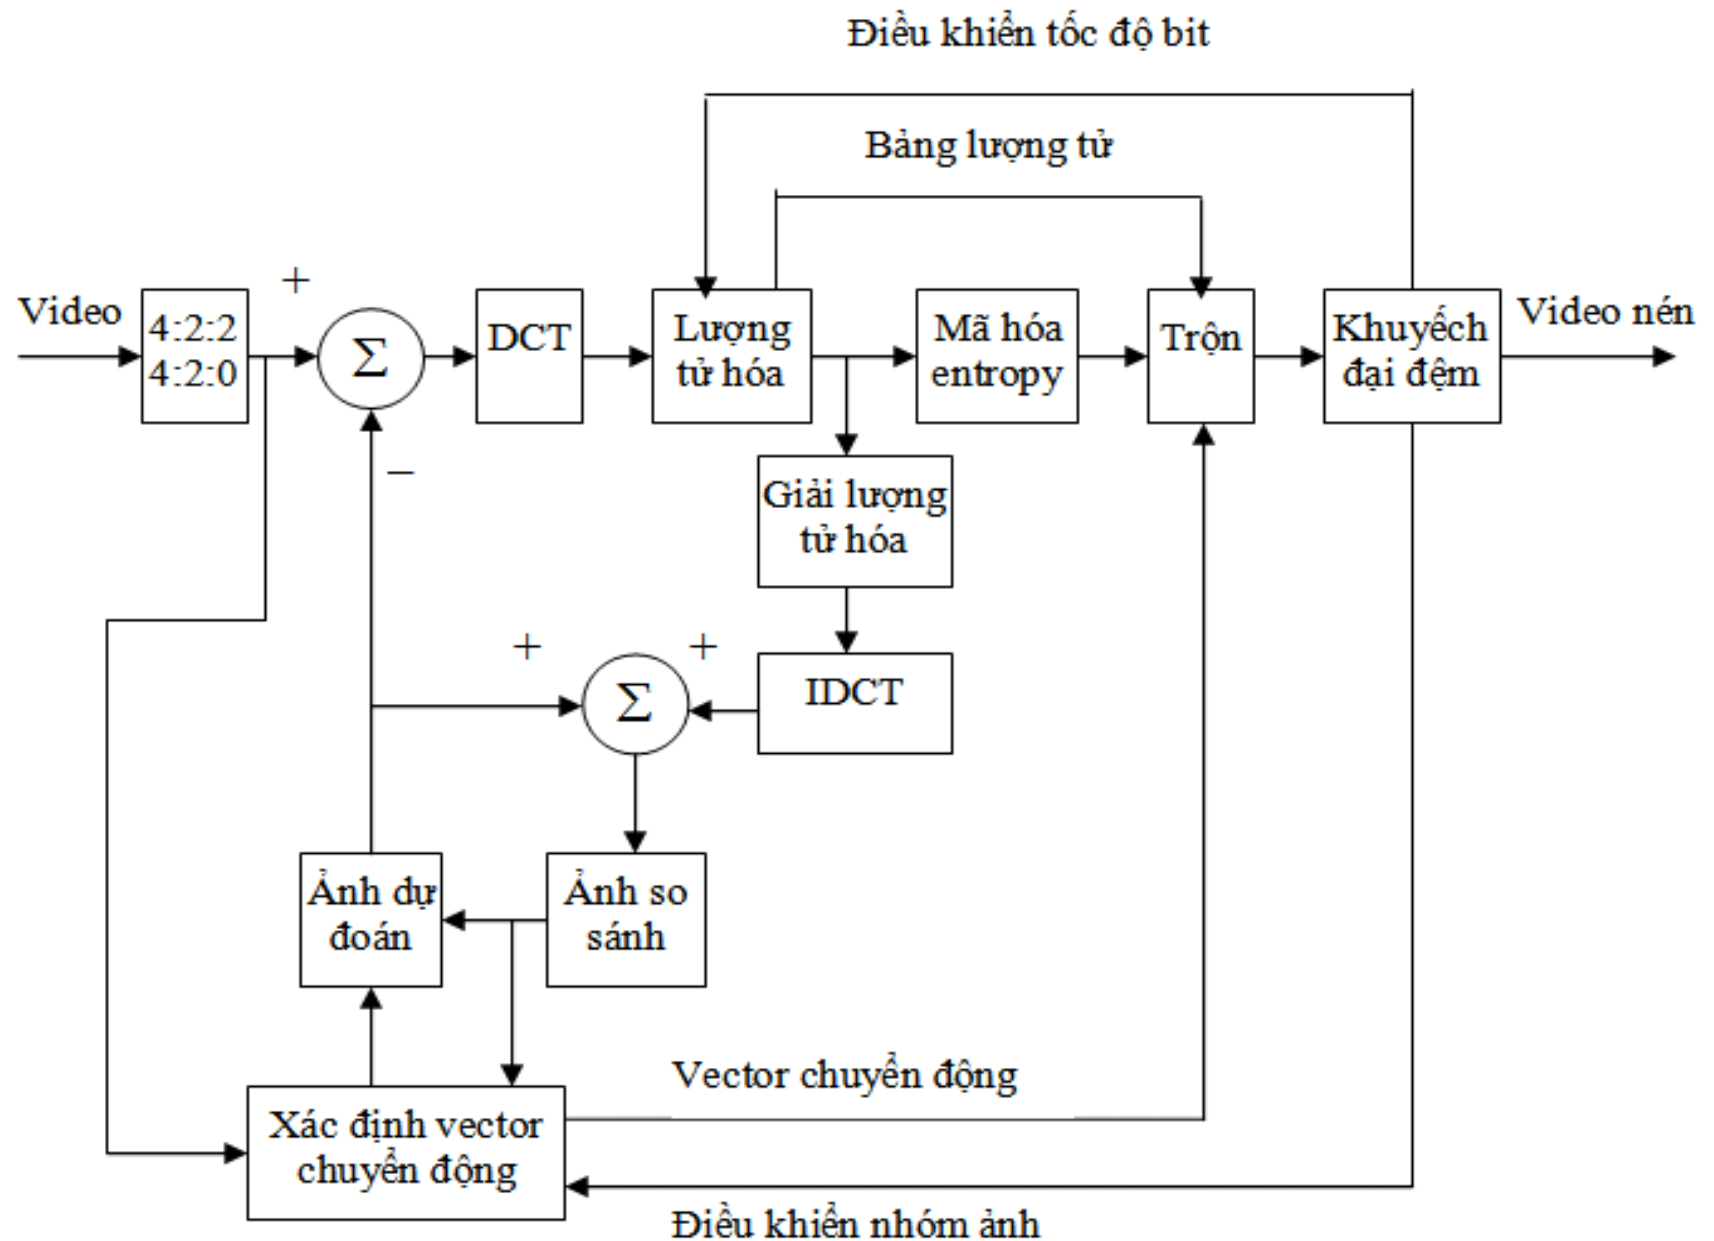 Điều khiển tốc độ bit
Bảng lượng tử
Video
4:2:2
4:2:0
+
Σ
−
DCT
Lượng
tử hóa
Mã hóa
entropy
Trộn
Khuyếch
đại đệm
Video nén
Giải lượng
tử hóa
+
Σ
+
IDCT
Ảnh dự
đoán
Ảnh so
sánh
Vector chuyển động
Xác định vector
chuyển động
Điều khiển nhóm ảnh